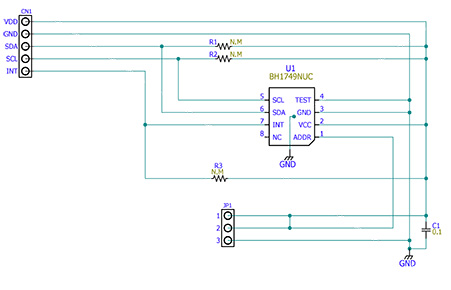 CN1
VDD
GND
SDA
SCL
INT
R1 N.M
R2 N.M
U1
BH1749NUC
5 SCL TEST 4
6 SDA GND 3
7 INT VCC 2
8 NC ADDR 1
GND
R3
N.M
JP1
1
2
3
C1
0.1
GND